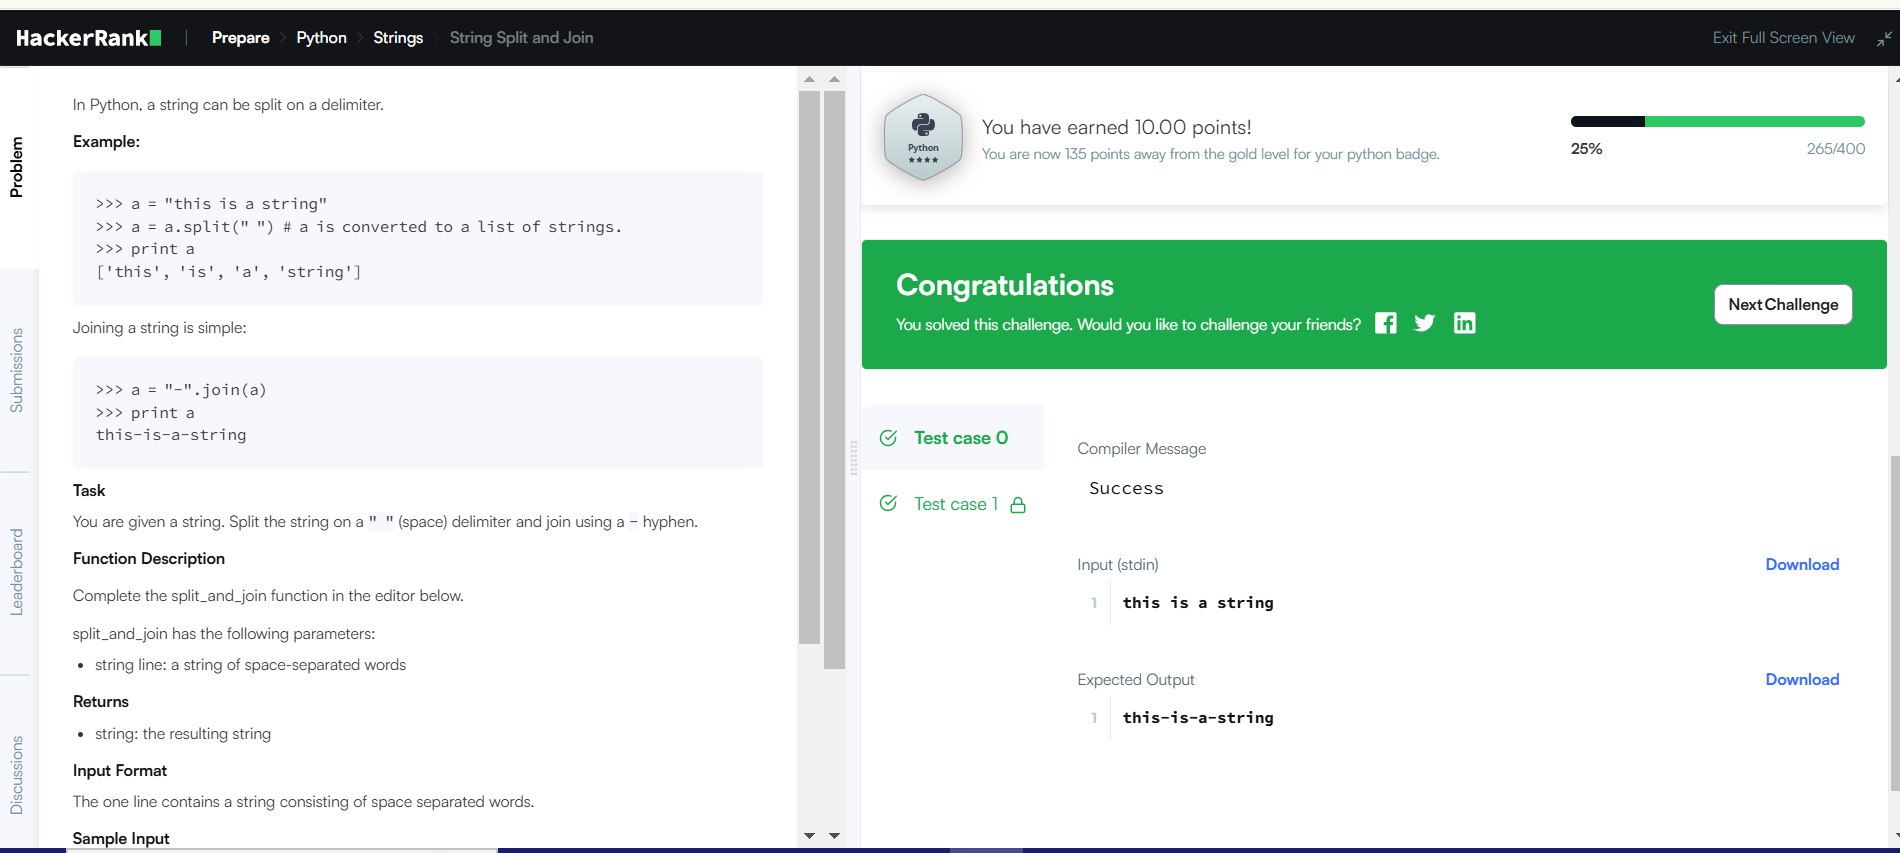 HackerRank | Prepare > Python > Strings > String Split and Join
Exit Full Screen View
Problem
Submissions
Leaderboard
Discussions
In Python, a string can be split on a delimiter.
Example:
>>> a = "this is a string"
>>> a = a.split(" ") # a is converted to a list of strings.
>>> print a
['this', 'is', 'a', 'string']
Joining a string is simple:
>>> a = "-".join(a)
>>> print a
this-is-a-string
Task
You are given a string. Split the string on a " " (space) delimiter and join using a - hyphen.
Function Description
Complete the split_and_join function in the editor below.
split_and_join has the following parameters:
• string line: a string of space-separated words
Returns
• string: the resulting string
Input Format
The one line contains a string consisting of space separated words.
Sample Input
Python
★★★★
You have earned 10.00 points!
You are now 135 points away from the gold level for your python badge.
25%
265/400
Congratulations
You solved this challenge. Would you like to challenge your friends?
Next Challenge
Test case 0
Test case 1
Compiler Message
Success
Input (stdin)
Download
1 this is a string
Expected Output
Download
1 this-is-a-string